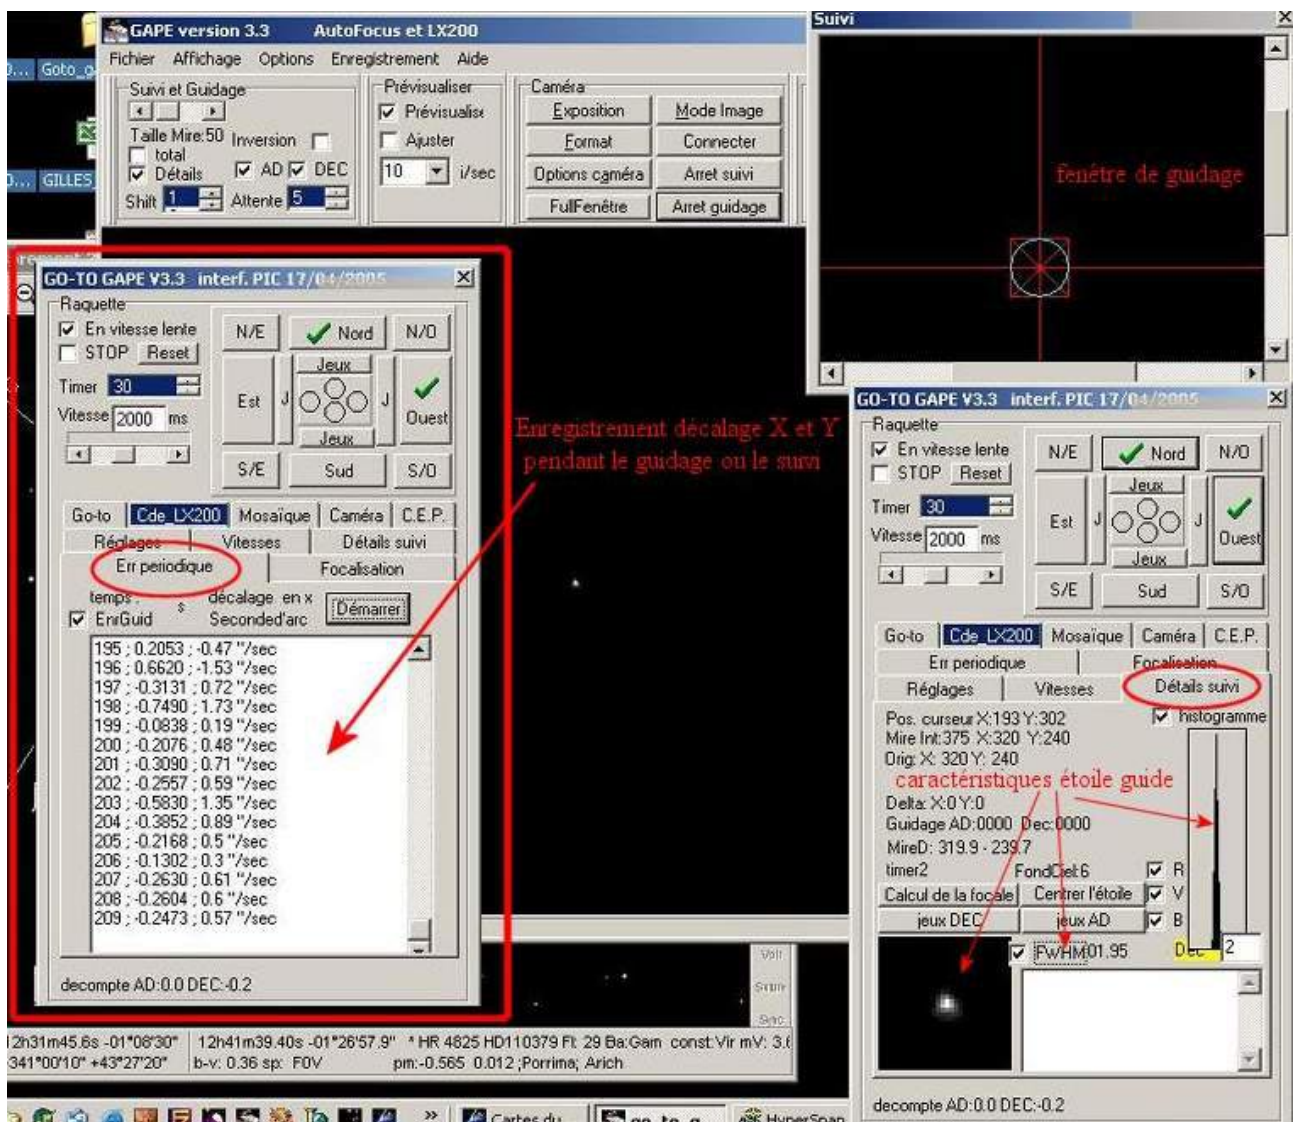 GAPE version 3.3 AutoFocus et LX200
Suivi
Fichier Affichage Options Enregistrement Aide
Goto_g
Suivi et Guidage
Taille Mire:50 Inversion
total
Détails AD DEC
Shift 1 Attente 5
Prévisualiser
Prévisualise
Ajuster
10 i/sec
Caméra
Exposition Mode Image
Format Connecter
Options caméra Arret suivi
FullFenêtre Arret guidage
GILLES
fenêtre de guidage
GO-TO GAPE V3.3 interf. PIC 17/04/2005
Raquette
En vitesse lente
STOP Reset
Timer 30
Vitesse 2000 ms
N/E Nord N/O
Jeux
Est J J Ouest
Jeux
S/E Sud S/O
Go-to Cde_LX200 Mosaïque Caméra C.E.P.
Réglages Vitesses Détails suivi
Err periodique Focalisation
temps : s décalage en x
EnrGuid Seconded'arc Démarrer
195 ; 0.2053 ; -0.47 "/sec
196 ; 0.6620 ; -1.53 "/sec
197 ; -0.3131 ; 0.72 "/sec
198 ; -0.7490 ; 1.73 "/sec
199 ; -0.0838 ; 0.19 "/sec
200 ; -0.2076 ; 0.48 "/sec
201 ; -0.3090 ; 0.71 "/sec
202 ; -0.2557 ; 0.59 "/sec
203 ; -0.5830 ; 1.35 "/sec
204 ; -0.3852 ; 0.89 "/sec
205 ; -0.2168 ; 0.5 "/sec
206 ; -0.1302 ; 0.3 "/sec
207 ; -0.2630 ; 0.61 "/sec
208 ; -0.2604 ; 0.6 "/sec
209 ; -0.2473 ; 0.57 "/sec
decompte AD:0.0 DEC:-0.2
Enregistrement décalage X et Y
pendant le guidage ou le suivi
GO-TO GAPE V3.3 interf. PIC 17/04/2005
Raquette
En vitesse lente
STOP Reset
Timer 30
Vitesse 2000 ms
N/E Nord N/O
Jeux
Est J J Ouest
Jeux
S/E Sud S/O
Go-to Cde_LX200 Mosaïque Caméra C.E.P.
Err periodique Focalisation
Réglages Vitesses Détails suivi
Pos. curseur X:193 Y:302 histogramme
Mire Int:375 X:320 Y:240
Orig: X: 320 Y: 240
caractéristiques étoile guide
Delta: X:0 Y:0
Guidage AD:0000 Dec:0000
MireD: 319.9 - 239.7
timer2 FondCiel:6 R
Calcul de la focale Centrer l'étoile V
jeux DEC jeux AD B
FWHM:01.95 Dec 2
decompte AD:0.0 DEC:-0.2
2h31m45.6s -01°08'30" 12h41m39.40s -01°26'57.9" * HR 4825 HD110379 Fl: 29 Ba:Gam const:Vir mV: 3.6
341°00'10" +43°27'20" b-v: 0.36 sp: F0V pm:-0.565 0.012 ;Porrima; Arich
» Cartes du go_to_g HyperSnap